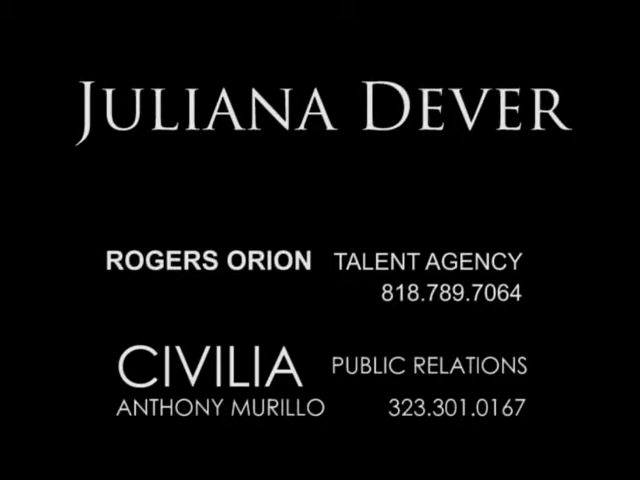 JULIANA DEVER
ROGERS ORION TALENT AGENCY
818.789.7064
CIVILIA PUBLIC RELATIONS
ANTHONY MURILLO 323.301.0167